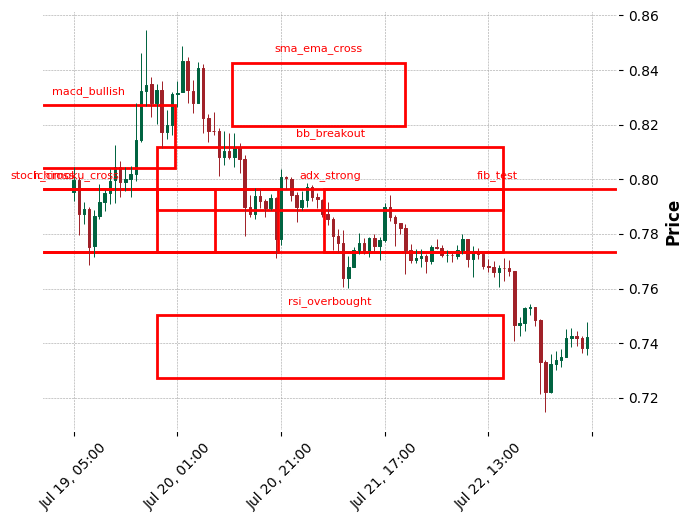 sma_ema_cross
macd_bullish
bb_breakout
adx_strong
fib_test
rsi_overbought
0.86
0.84
0.82
0.80
0.78
0.76
0.74
0.72
Price
Jul 19, 05:00
Jul 20, 01:00
Jul 20, 21:00
Jul 21, 17:00
Jul 22, 13:00